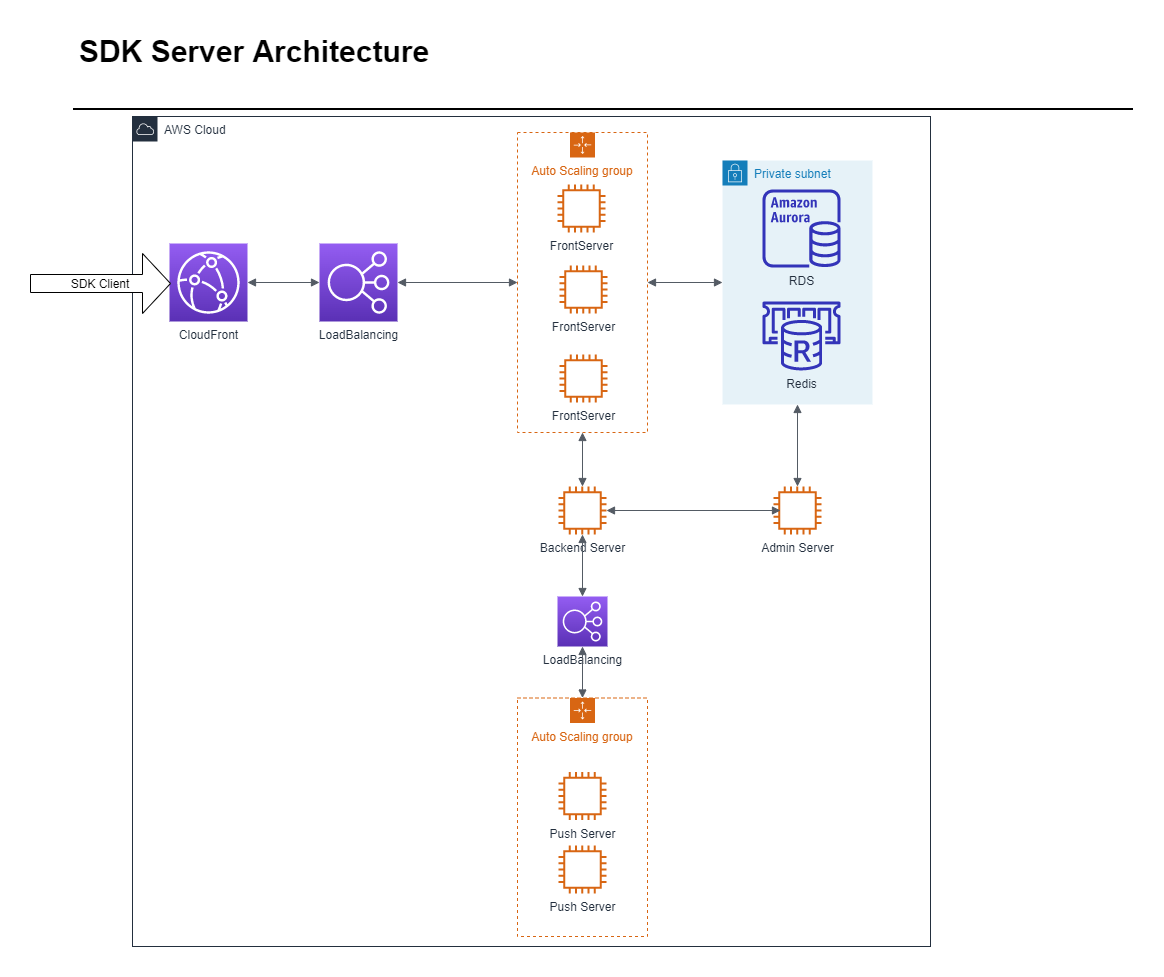 SDK Server Architecture
AWS Cloud
Auto Scaling group
FrontServer
FrontServer
FrontServer
Private subnet
Amazon
Aurora
RDS
R
Redis
SDK Client
CloudFront
LoadBalancing
Backend Server
Admin Server
LoadBalancing
Auto Scaling group
Push Server
Push Server